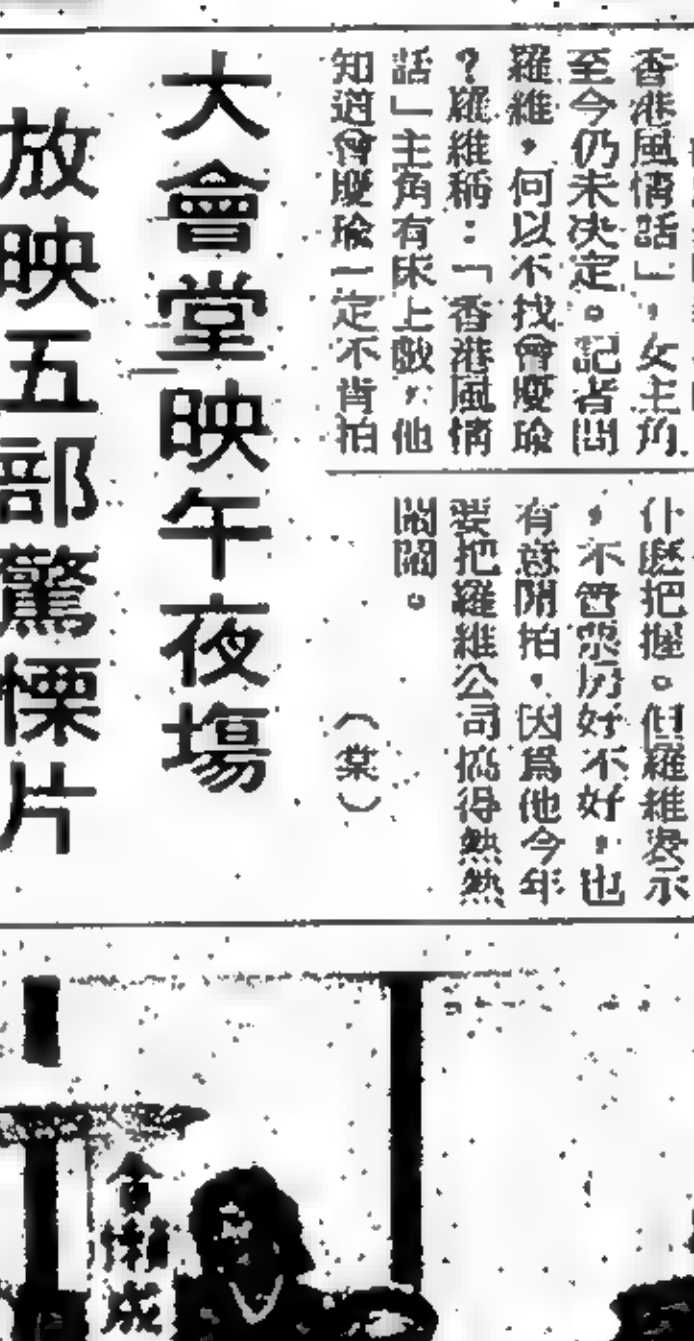 香港風情話」，女主角
至今仍未決定。記者問
羅維，何以不找曾慶瑜
？羅維稱：「香港風情
話」主角有床上戲，他
知道曾慶瑜一定不肯拍
什麽把握。但羅維表示
，不管票房好不好，也
有意開拍，因爲他今年
要把羅維公司搞得熱熱
鬧鬧。
（棠）
大會堂映午夜場
放映五部驚慄片